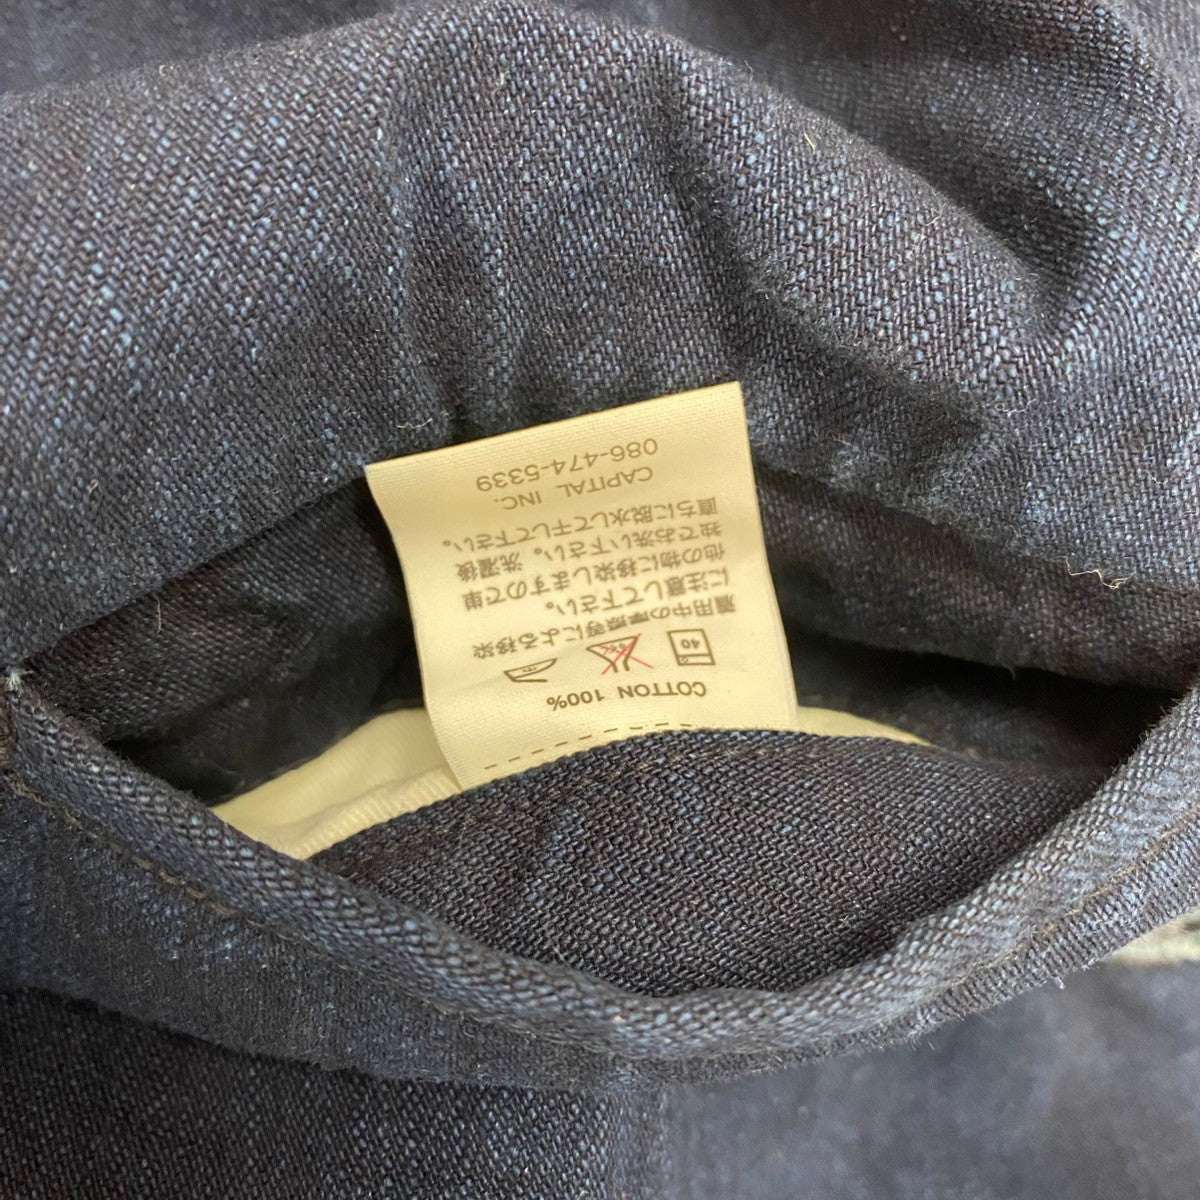 COTTON 100%
40
着用中の摩擦等による移染
に注意して下さい。
他の物に移染しますので単
独でお洗い下さい。洗濯後
直ちに脱水して干して下さい。
CAPITAL INC.
086-474-5339